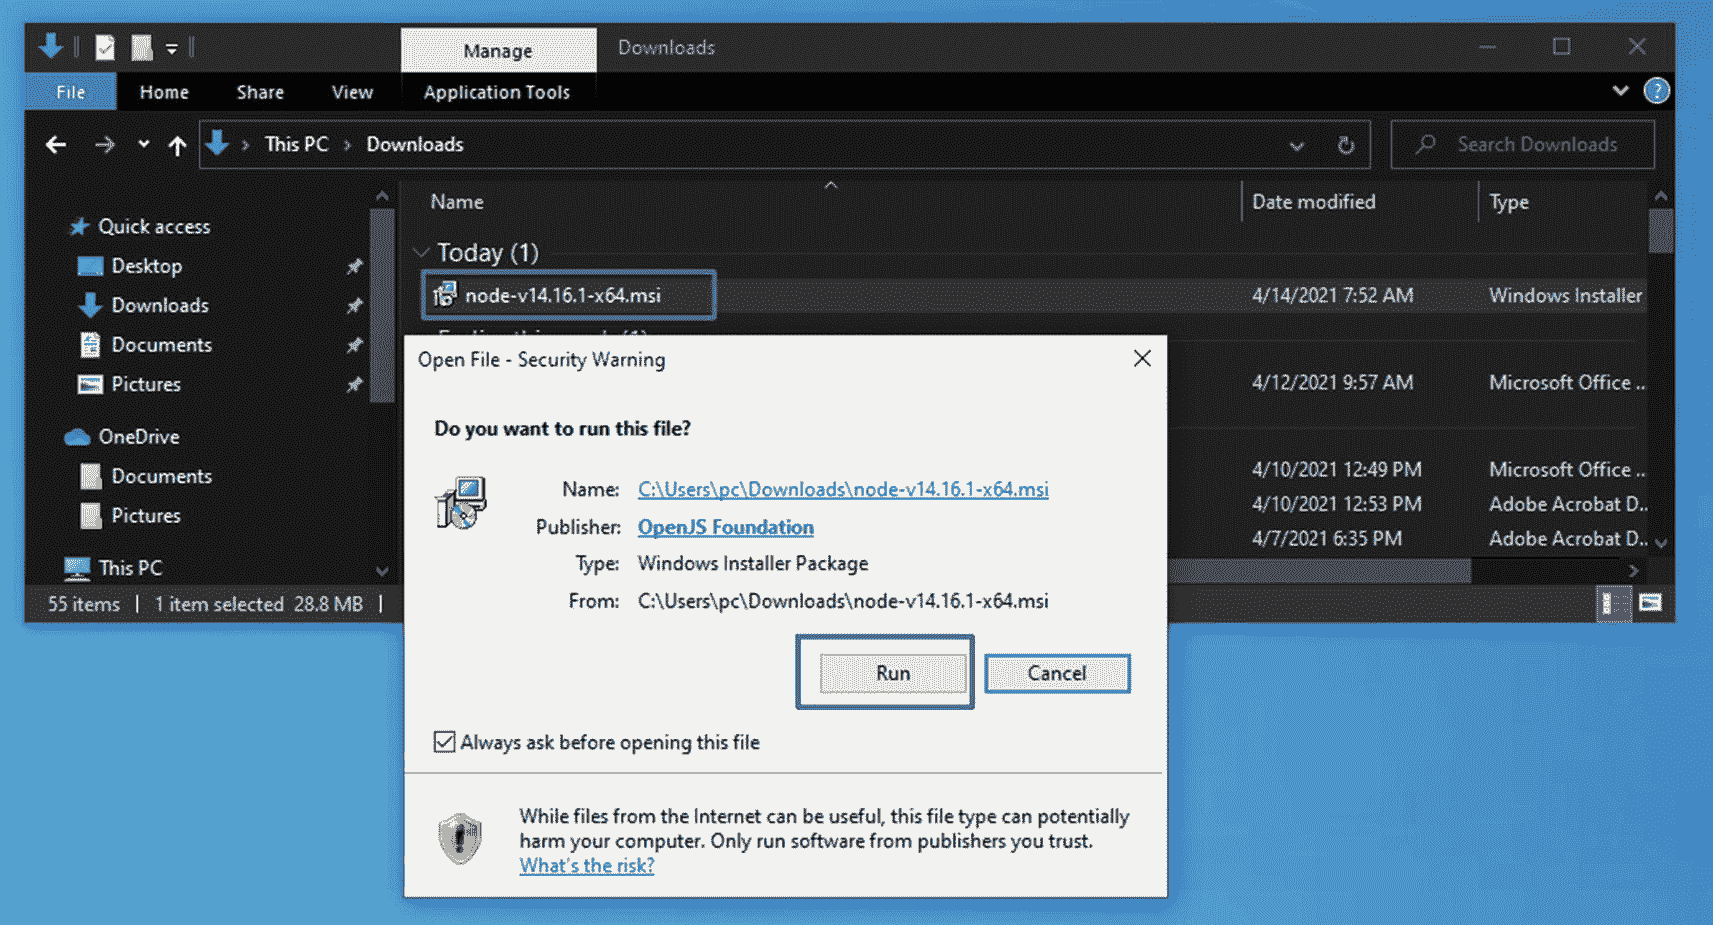 Manage
Downloads
File
Home
Share
View
Application Tools
?
This PC
Downloads
Search Downloads
Name
Date modified
Type
Quick access
Desktop
Downloads
Documents
Pictures
OneDrive
Documents
Pictures
This PC
Today (1)
node-v14.16.1-x64.msi
4/14/2021 7:52 AM
Windows Installer
4/12/2021 9:57 AM
Microsoft Office ..
4/10/2021 12:49 PM
Microsoft Office ..
4/10/2021 12:53 PM
Adobe Acrobat D..
4/7/2021 6:35 PM
Adobe Acrobat D..
55 items
1 item selected 28.8 MB
Open File - Security Warning
Do you want to run this file?
Name: C:\Users\pc\Downloads\node-v14.16.1-x64.msi
Publisher: OpenJS Foundation
Type: Windows Installer Package
From: C:\Users\pc\Downloads\node-v14.16.1-x64.msi
Run
Cancel
Always ask before opening this file
While files from the Internet can be useful, this file type can potentially
harm your computer. Only run software from publishers you trust.
What's the risk?